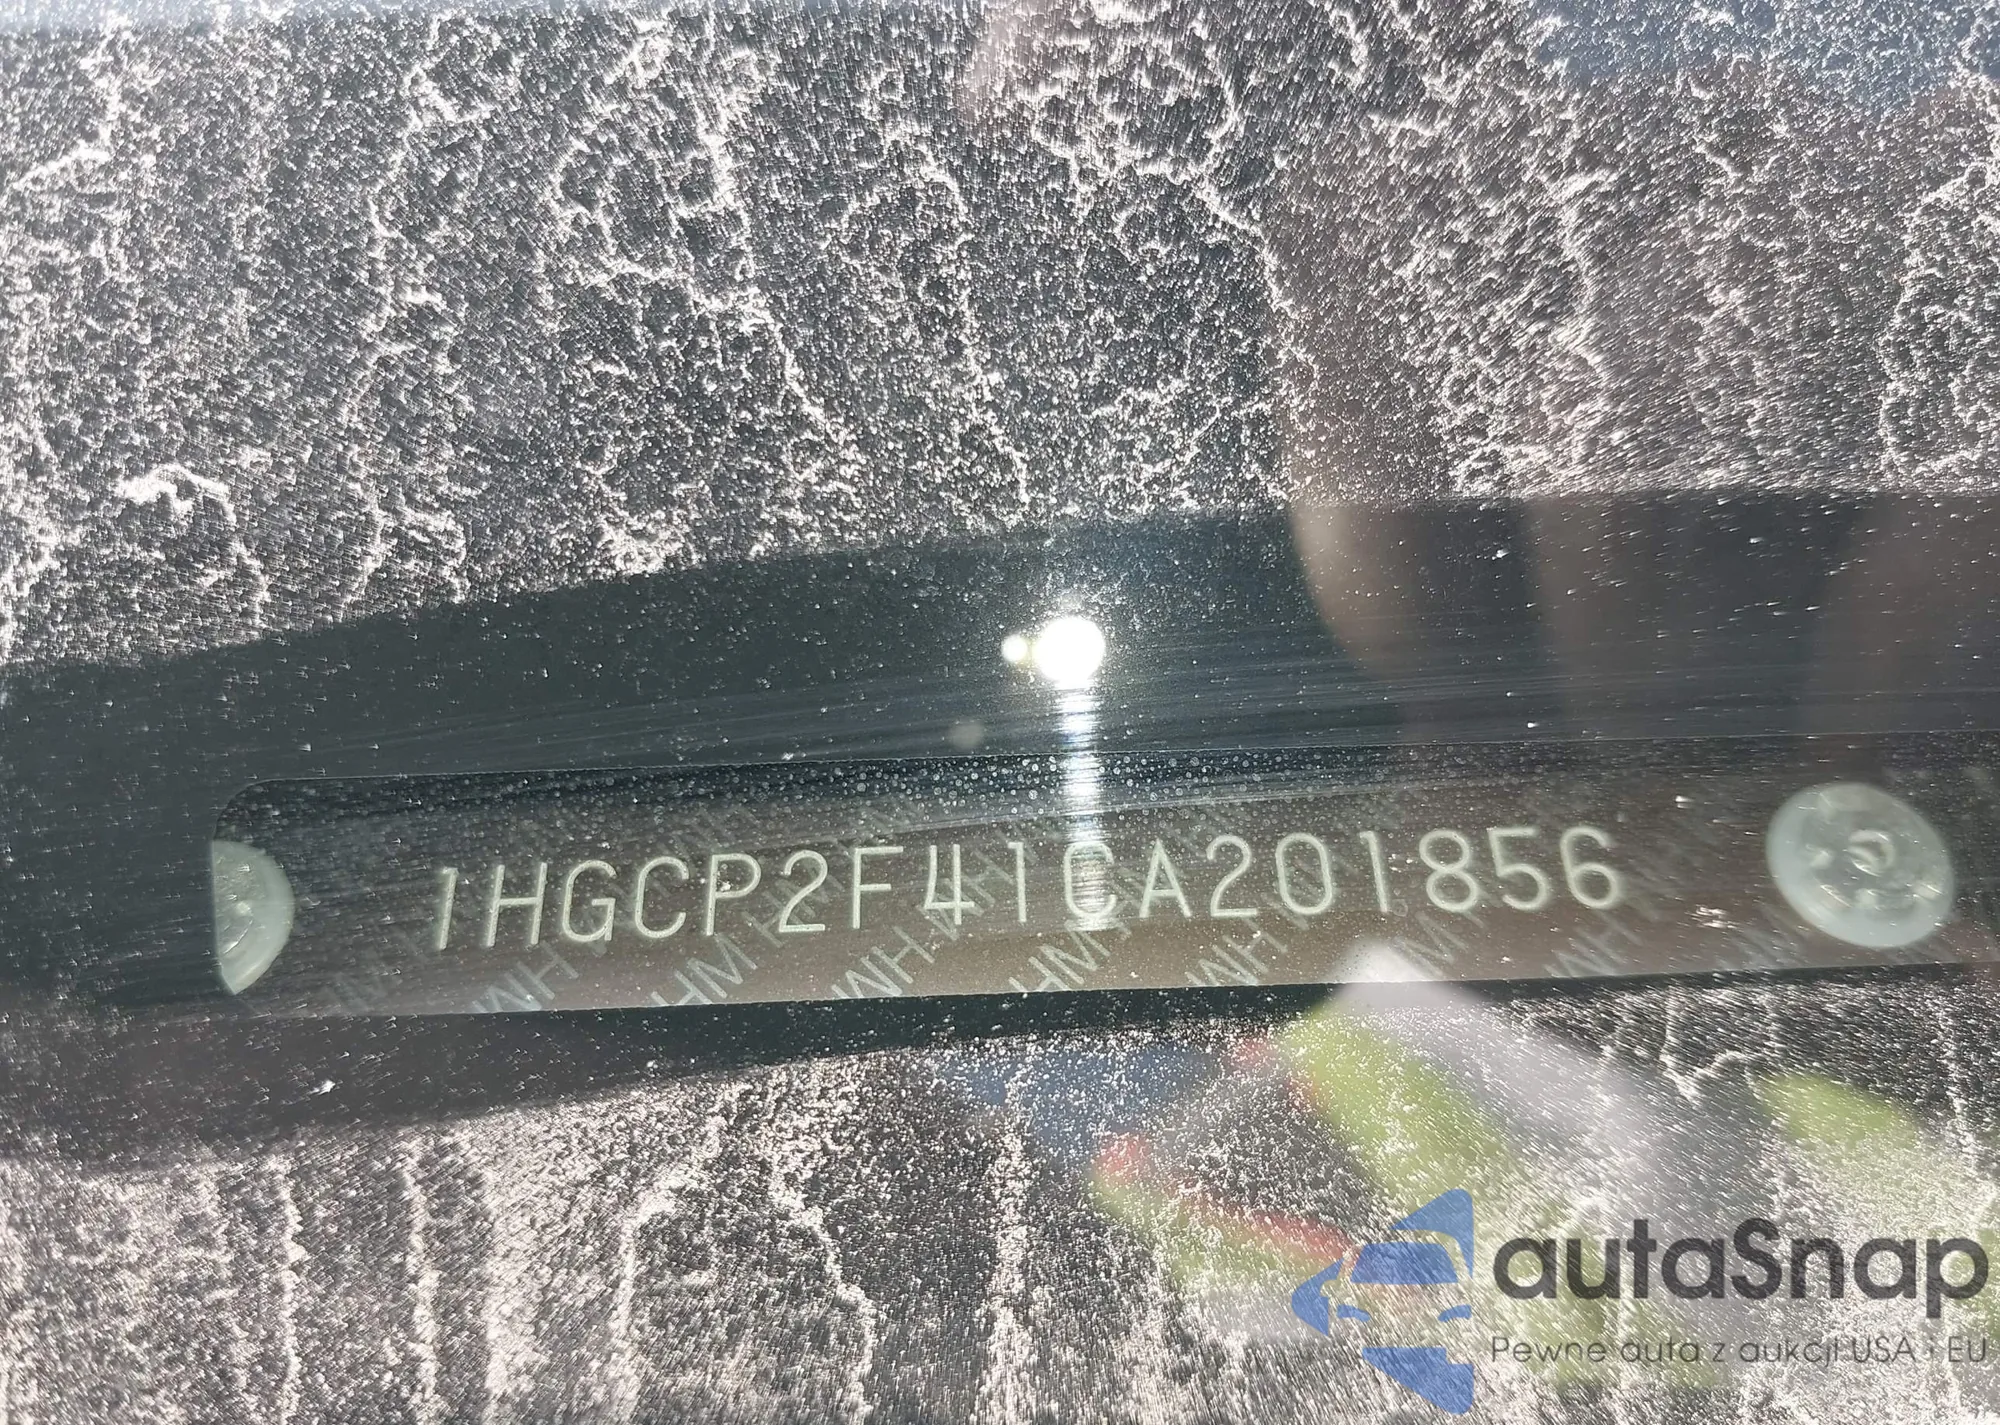 1HGCP2F41CA201856
autaSnap
Pewne auta z aukcji USA i EU